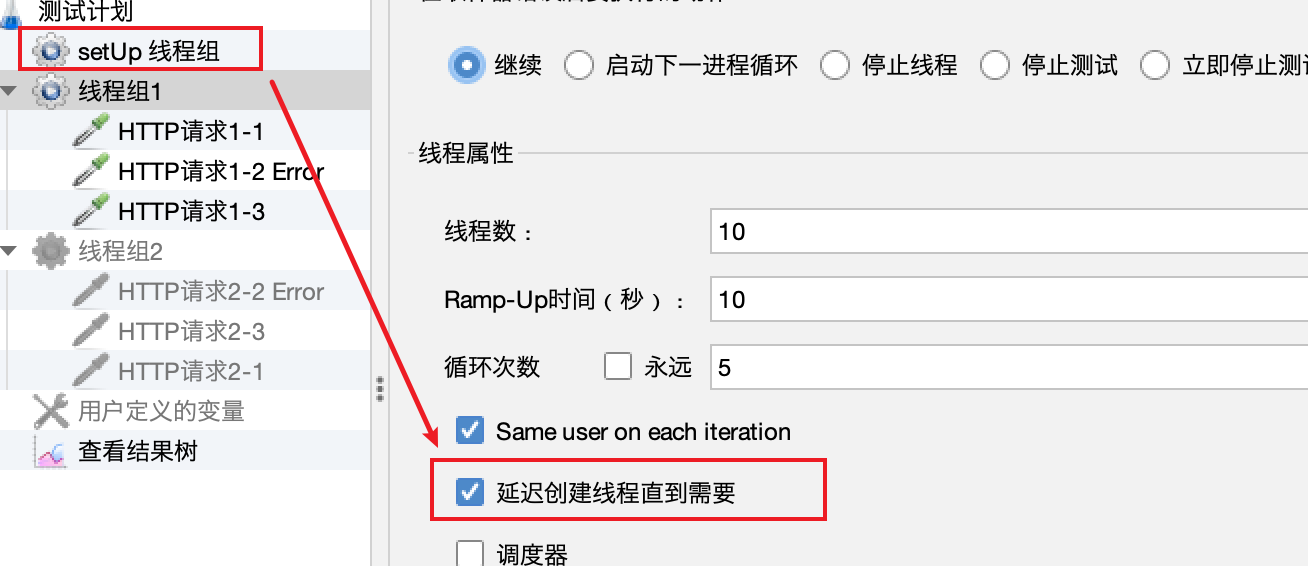 测试计划
setUp 线程组
线程组1
HTTP请求1-1
HTTP请求1-2 Error
HTTP请求1-3
线程组2
HTTP请求2-2 Error
HTTP请求2-3
HTTP请求2-1
用户定义的变量
查看结果树
继续 启动下一进程循环 停止线程 停止测试 立即停止测
线程属性
线程数： 10
Ramp-Up时间（秒）： 10
循环次数 永远 5
Same user on each iteration
延迟创建线程直到需要
调度器